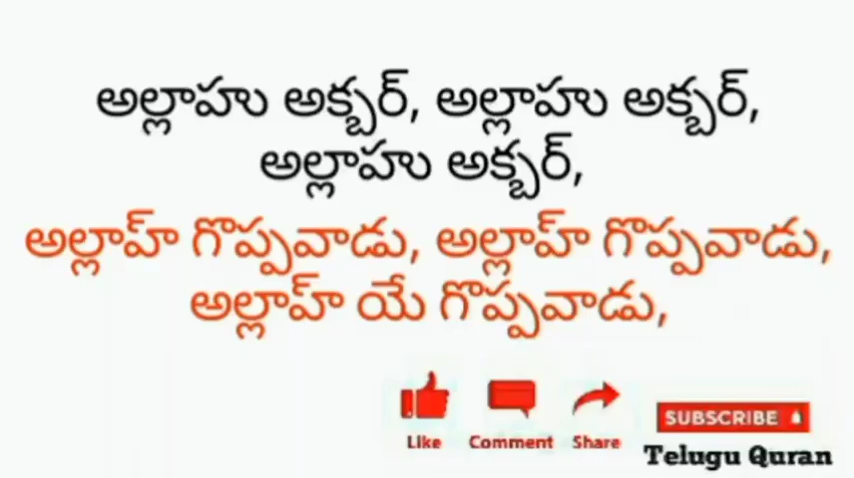 అల్లాహు అక్బర్, అల్లాహు అక్బర్,
అల్లాహు అక్బర్,
అల్లాహ్ గొప్పవాడు, అల్లాహ్ గొప్పవాడు,
అల్లాహ్ యే గొప్పవాడు,
Like Comment Share SUBSCRIBE
Telugu Quran